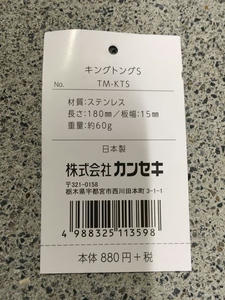 キングトングS
No. TM-KTS
材質：ステンレス
長さ：180㎜／板幅：15㎜
重量：約60g
日本製
株式会社 カンセキ
〒321-0158
栃木県宇都宮市西川田本町3-1-1
4 988325 113598
本体 880円＋税